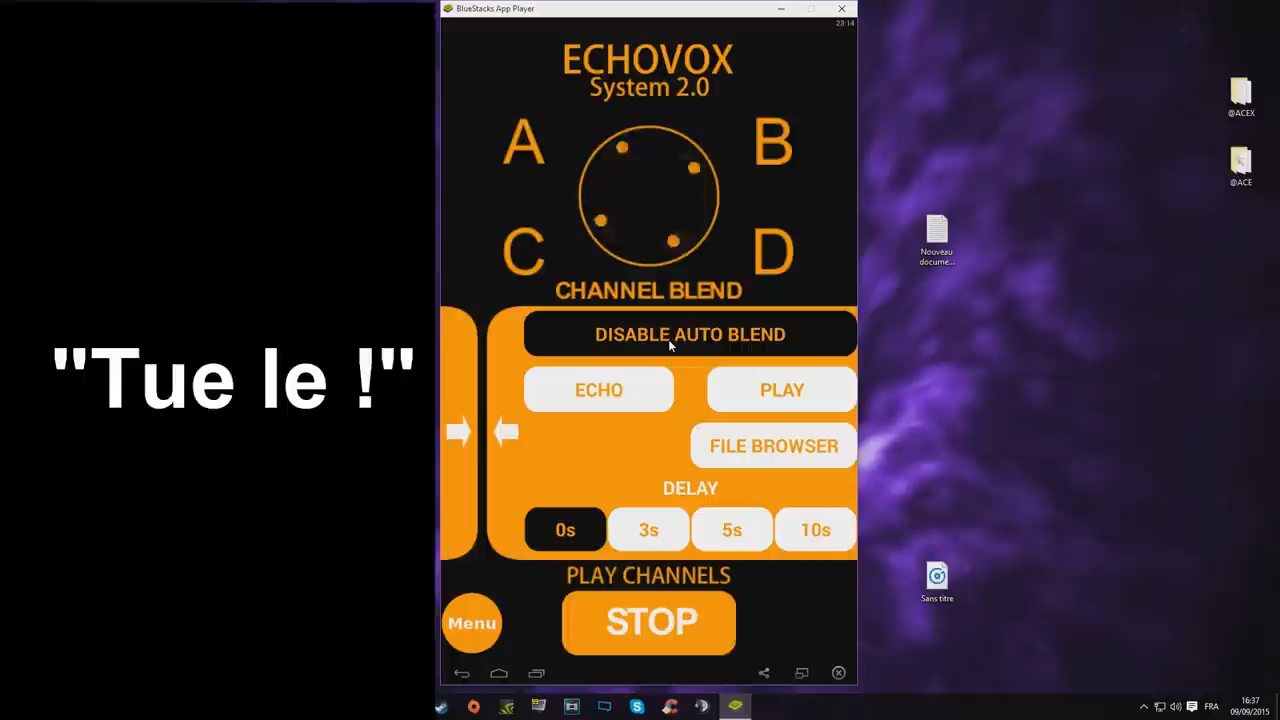 BlueStacks App Player
23:14
ECHOVOX
System 2.0
A
B
C
D
CHANNEL BLEND
DISABLE AUTO BLEND
ECHO
PLAY
FILE BROWSER
DELAY
0s
3s
5s
10s
PLAY CHANNELS
Menu
STOP
"Tue le !"
@ACEX
@ACE
Nouveau
docume...
Sans titre
FRA
16:37
09/09/2015